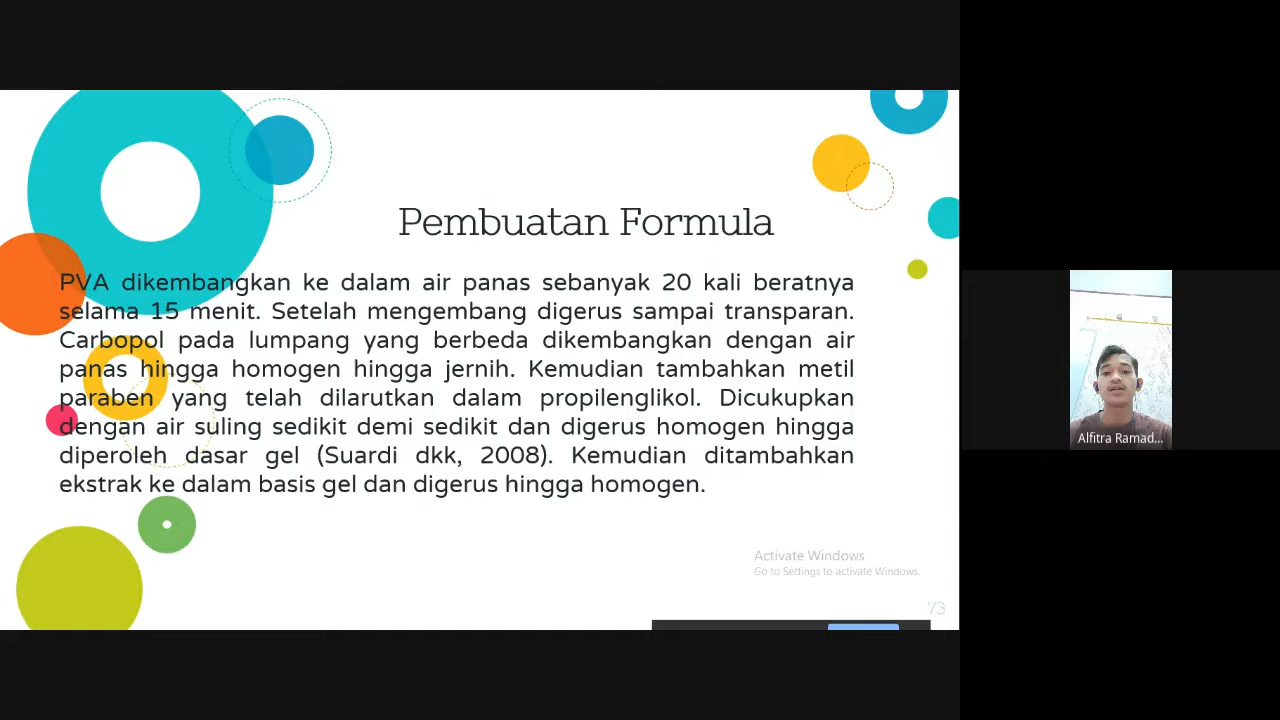 Pembuatan Formula
PVA dikembangkan ke dalam air panas sebanyak 20 kali beratnya
selama 15 menit. Setelah mengembang digerus sampai transparan.
Carbopol pada lumpang yang berbeda dikembangkan dengan air
panas hingga homogen hingga jernih. Kemudian tambahkan metil
paraben yang telah dilarutkan dalam propilenglikol. Dicukupkan
dengan air suling sedikit demi sedikit dan digerus homogen hingga
diperoleh dasar gel (Suardi dkk, 2008). Kemudian ditambahkan
ekstrak ke dalam basis gel dan digerus hingga homogen.
Activate Windows
Go to Settings to activate Windows.
73
Alfitra Ramad...